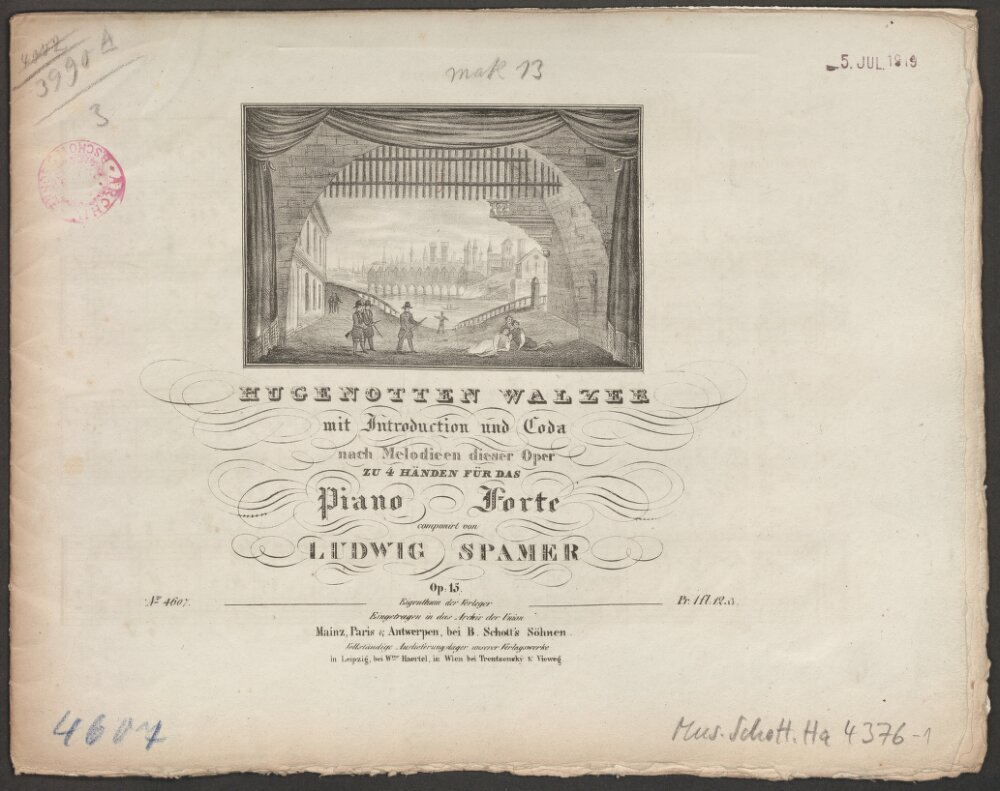 4002
3990 A
3
mak 13
5. JUL. 1919
HUGENOTTEN WALZER
mit Introduction und Coda
nach Melodieen dieser Oper
ZU 4 HÄNDEN FÜR DAS
Piano Forte
componirt von
LUDWIG SPAMER
Op: 15.
No. 4607. Eigenthum der Verleger Pr. 1 fl. 12 x.
Eingetragen in das Archiv der Union
Mainz, Paris & Antwerpen, bei B. Schott's Söhnen.
Vollständige Auslieferungslager unserer Verlagswerke
in Leipzig, bei Wm. Haertel, in Wien bei Trentsensky & Vieweg
4607
Mus. Schott. Ha 4376-1